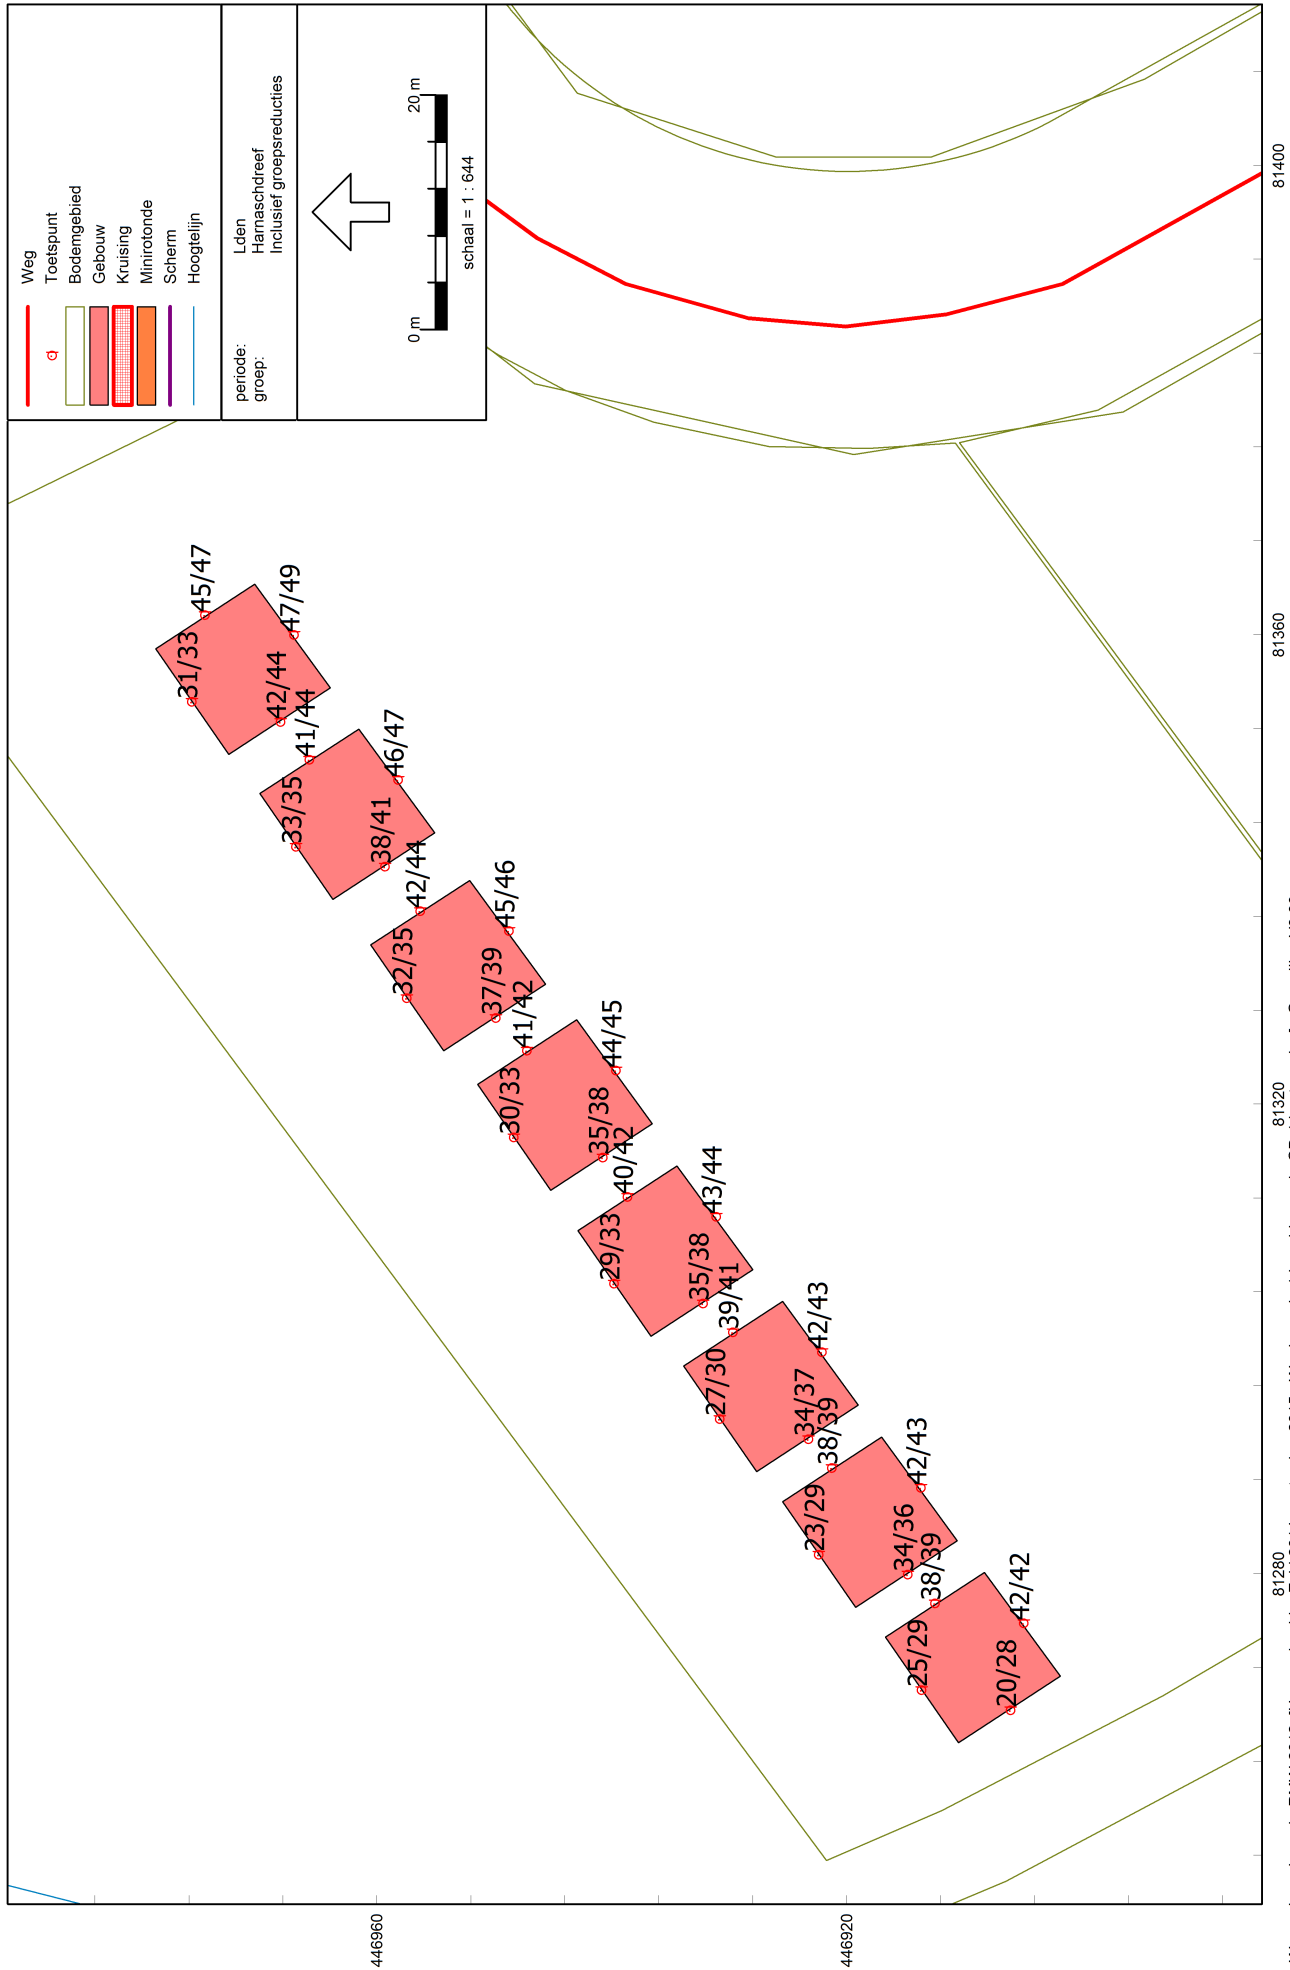 Weg
Toetspunt
Bodemgebied
Gebouw
Kruising
Minirotonde
Scherm
Hoogtelijn
periode: Lden
groep: Harnaschdreef
Inclusief groepsreducties
0 m 20 m
schaal = 1 : 644
31/33
45/47
47/49
42/44
41/44
33/35
46/47
38/41
42/44
32/35
45/46
37/39
41/42
30/33
44/45
35/38
40/42
29/33
43/44
35/38
39/41
27/30
42/43
34/37
38/39
23/29
42/43
34/36
38/39
25/29
42/42
20/28
446960
446920
81280
81320
81360
81400